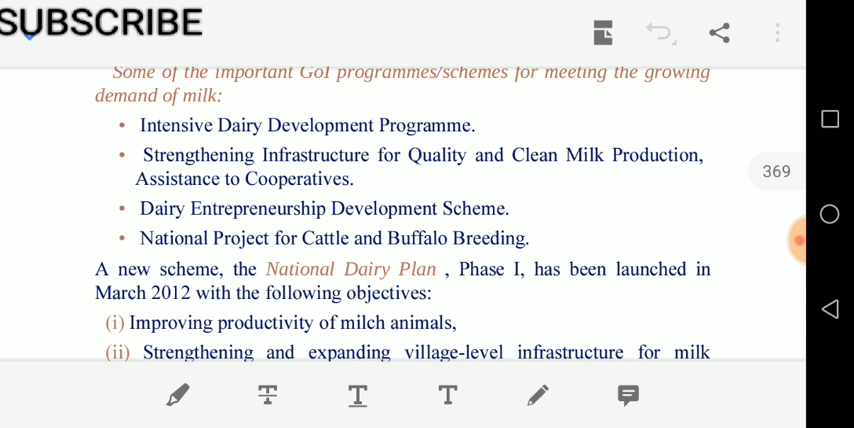 SUBSCRIBE
Some of the important GoI programmes/schemes for meeting the growing
demand of milk:
• Intensive Dairy Development Programme.
• Strengthening Infrastructure for Quality and Clean Milk Production,
Assistance to Cooperatives.
369
• Dairy Entrepreneurship Development Scheme.
• National Project for Cattle and Buffalo Breeding.
A new scheme, the National Dairy Plan , Phase I, has been launched in
March 2012 with the following objectives:
(i) Improving productivity of milch animals,
(ii) Strengthening and expanding village-level infrastructure for milk
T T T